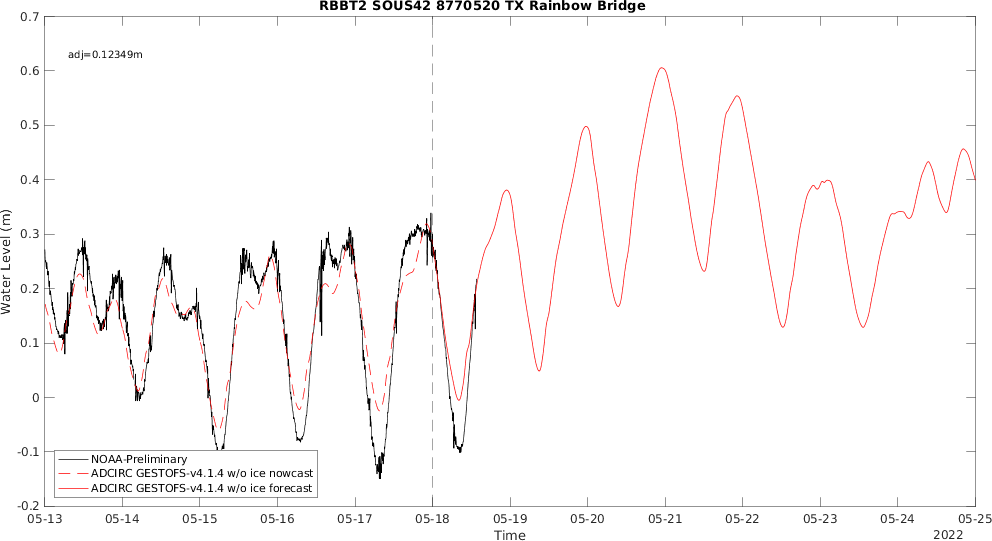 RBBT2 SOUS42 8770520 TX Rainbow Bridge
0.7
adj=0.12349m
0.6
0.5
0.4
0.3
0.2
0.1
0
-0.1
-0.2
Water Level (m)
NOAA-Preliminary
ADCIRC GESTOFS-v4.1.4 w/o ice nowcast
ADCIRC GESTOFS-v4.1.4 w/o ice forecast
05-13 05-14 05-15 05-16 05-17 05-18 05-19 05-20 05-21 05-22 05-23 05-24 05-25
Time
2022